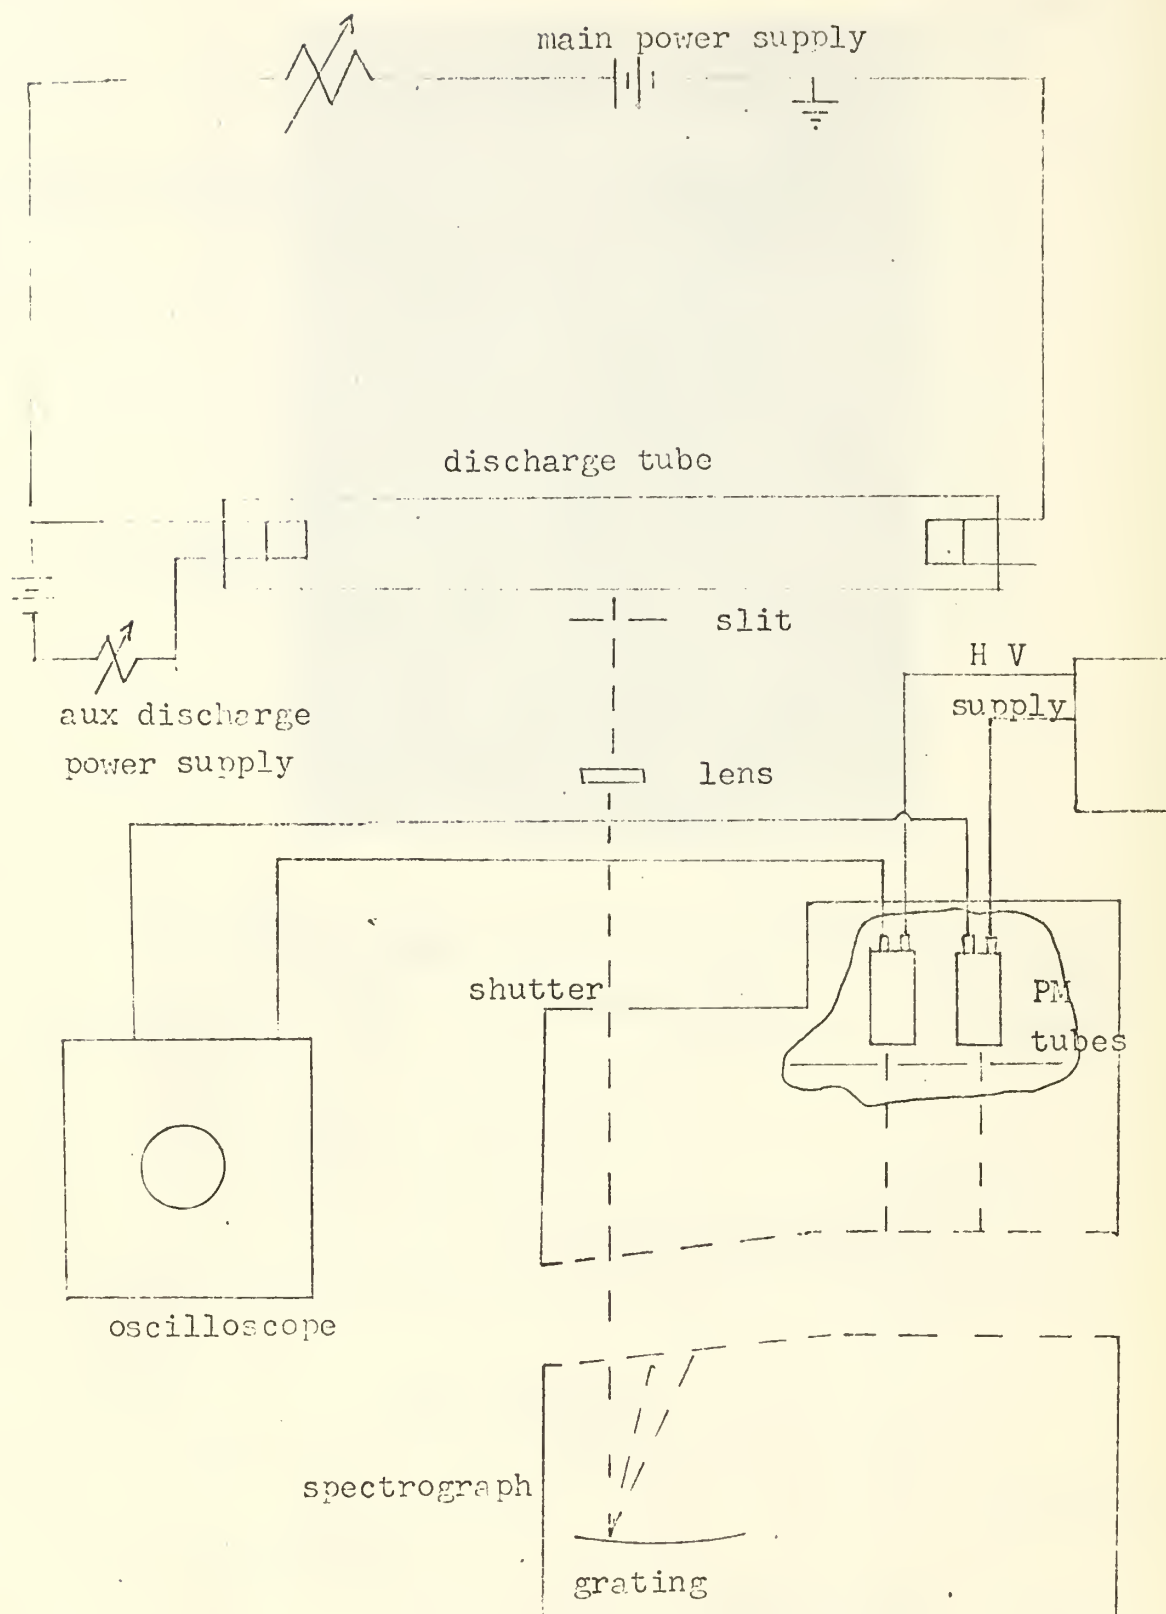 main power supply
discharge tube
slit
H V
supply
aux discharge
power supply
lens
shutter
PM
tubes
oscilloscope
spectrograph
grating